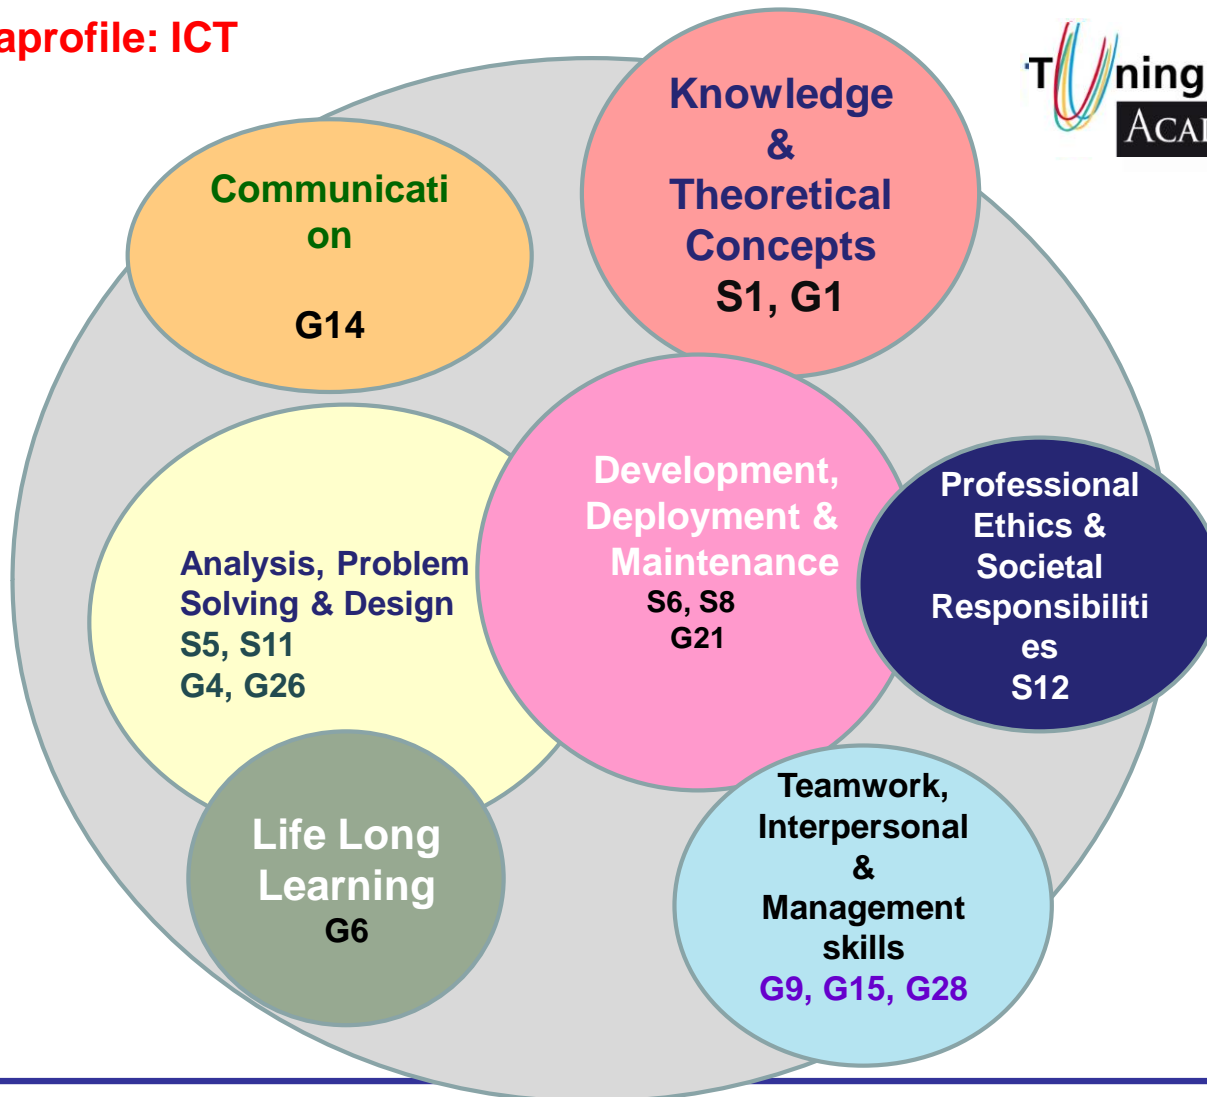 aprofile: ICT
Tuning
ACA
Knowledge
&
Theoretical
Concepts
S1, G1
Communicati
on
G14
Development,
Deployment &
Maintenance
S6, S8
G21
Professional
Ethics &
Societal
Responsibiliti
es
S12
Analysis, Problem
Solving & Design
S5, S11
G4, G26
Life Long
Learning
G6
Teamwork,
Interpersonal
&
Management
skills
G9, G15, G28